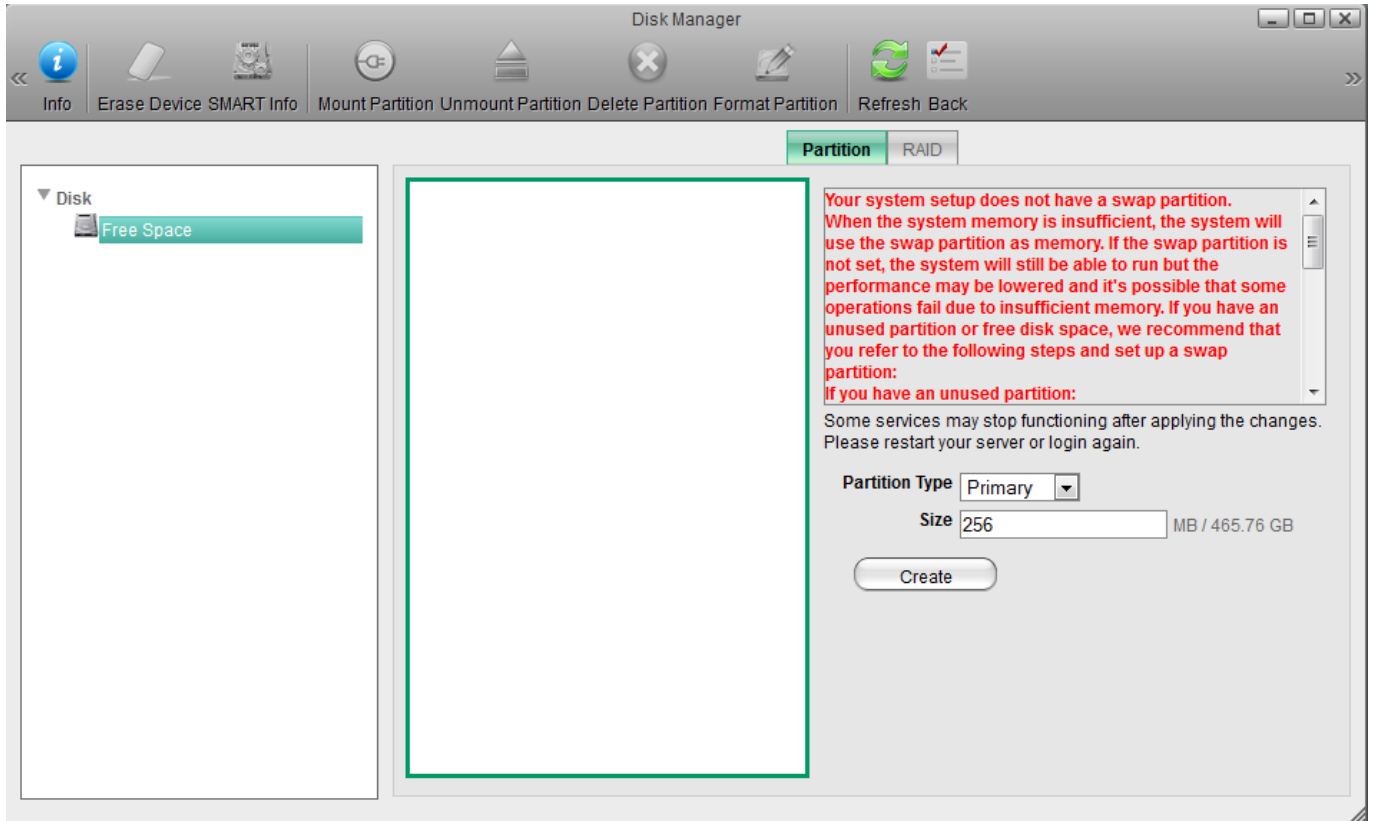 Disk Manager
Info Erase Device SMART Info Mount Partition Unmount Partition Delete Partition Format Partition Refresh Back
Partition RAID
Disk
Free Space
Your system setup does not have a swap partition.
When the system memory is insufficient, the system will
use the swap partition as memory. If the swap partition is
not set, the system will still be able to run but the
performance may be lowered and it's possible that some
operations fail due to insufficient memory. If you have an
unused partition or free disk space, we recommend that
you refer to the following steps and set up a swap
partition:
If you have an unused partition:
Some services may stop functioning after applying the changes.
Please restart your server or login again.
Partition Type Primary
Size 256 MB / 465.76 GB
Create